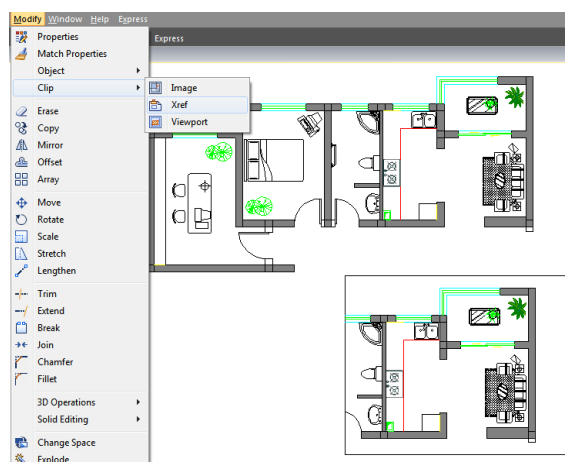 Modify Window Help Express
Express
Properties
Match Properties
Object
Clip
Image
Xref
Viewport
Erase
Copy
Mirror
Offset
Array
Move
Rotate
Scale
Stretch
Lengthen
Trim
Extend
Break
Join
Chamfer
Fillet
3D Operations
Solid Editing
Change Space
Explode